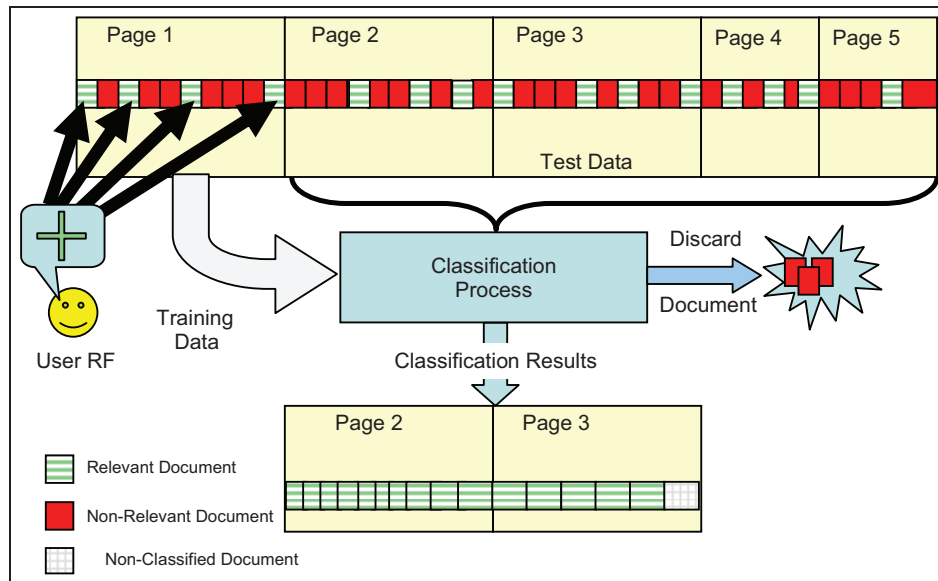 Page 1
Page 2
Page 3
Page 4
Page 5
Test Data
User RF
Training
Data
Classification
Process
Discard
Document
Classification Results
Page 2
Page 3
Relevant Document
Non-Relevant Document
Non-Classified Document